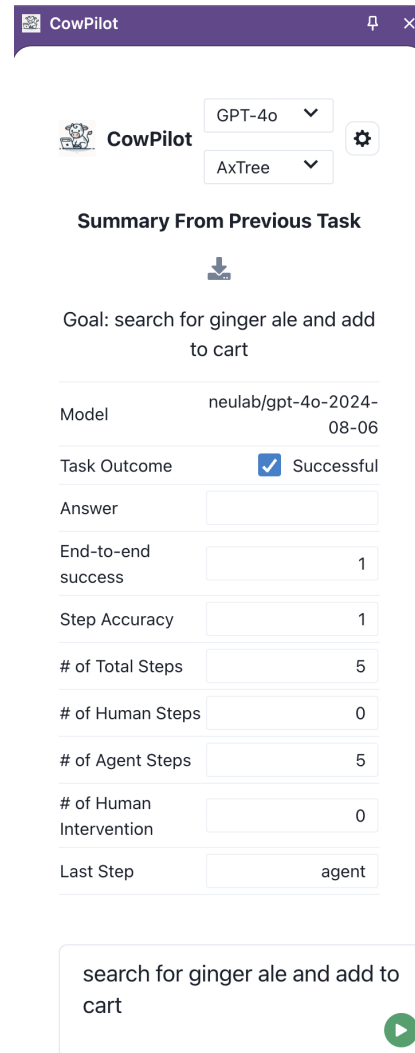 CowPilot
GPT-4o
CowPilot
AxTree
Summary From Previous Task
Goal: search for ginger ale and add
to cart
Model
neulab/gpt-4o-2024-
08-06
Task Outcome
Successful
Answer
End-to-end
success
1
Step Accuracy
1
# of Total Steps
5
# of Human Steps
0
# of Agent Steps
5
# of Human
Intervention
0
Last Step
agent
search for ginger ale and add to
cart